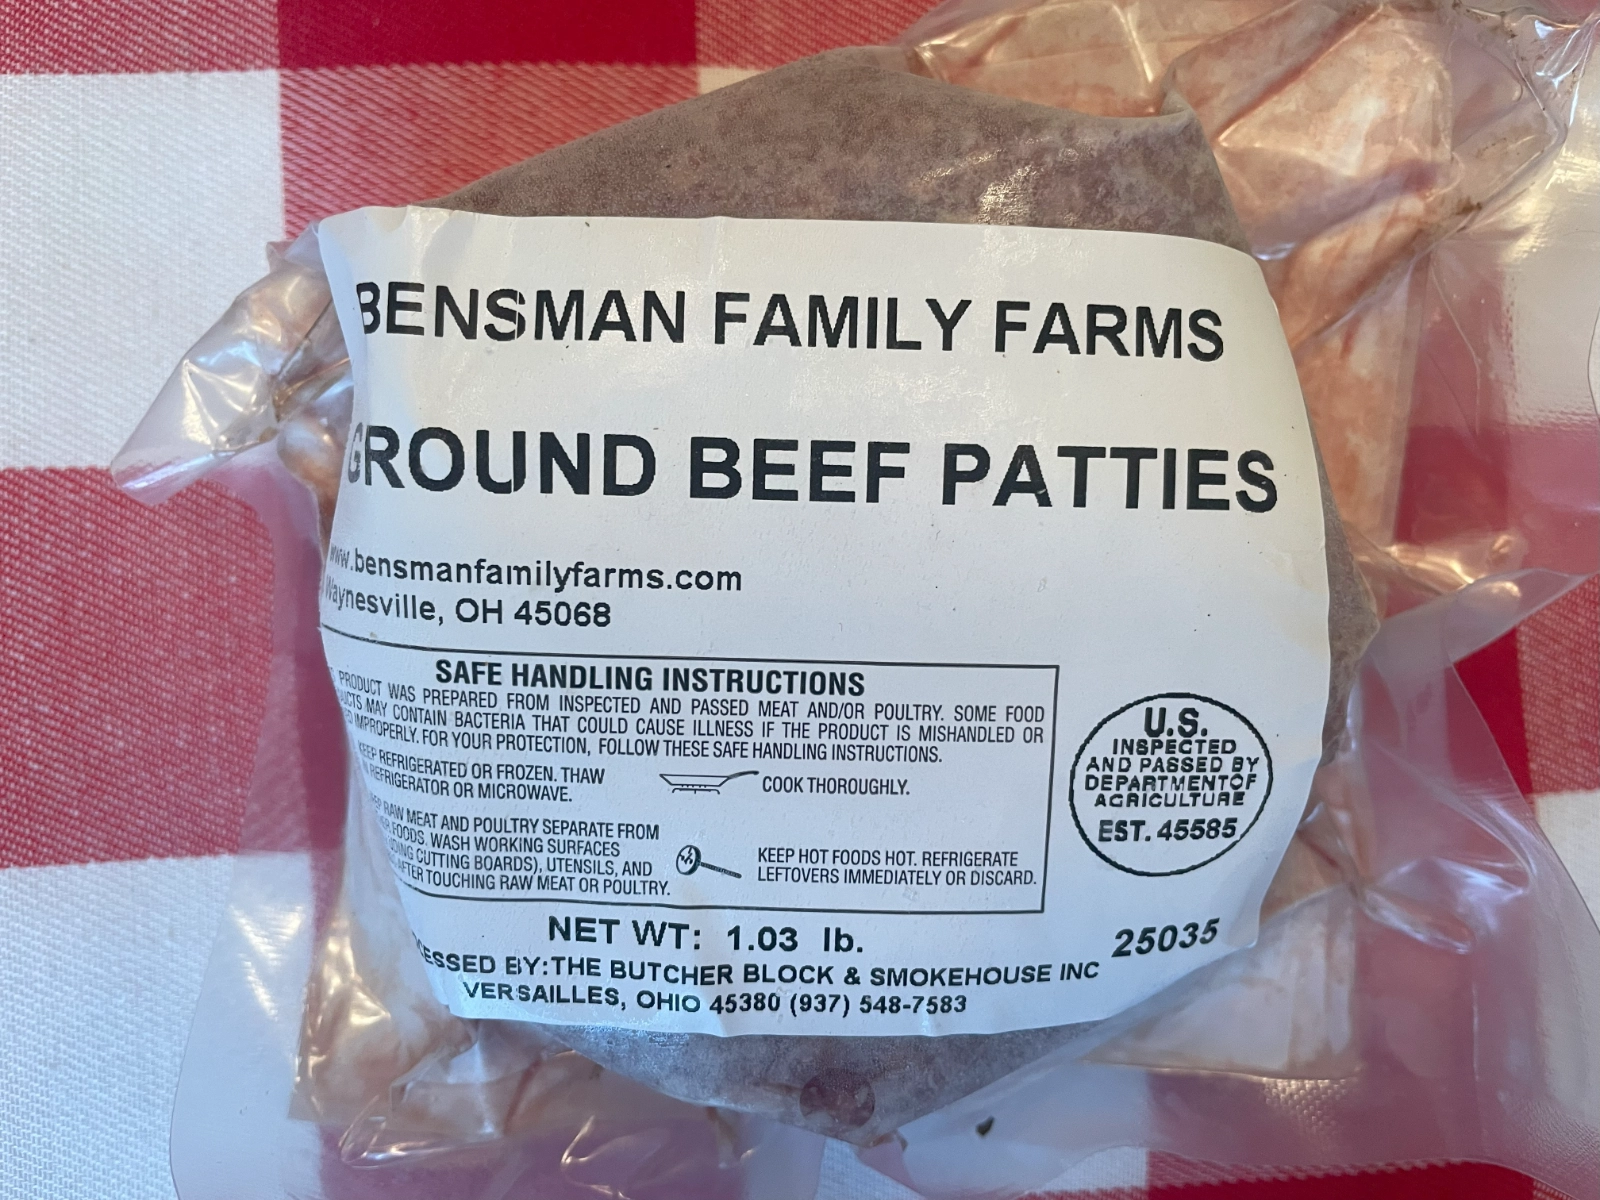 BENSMAN FAMILY FARMS
GROUND BEEF PATTIES
www.bensmanfamilyfarms.com
Waynesville, OH 45068
SAFE HANDLING INSTRUCTIONS
PRODUCT WAS PREPARED FROM INSPECTED AND PASSED MEAT AND/OR POULTRY. SOME FOOD
MAY CONTAIN BACTERIA THAT COULD CAUSE ILLNESS IF THE PRODUCT IS MISHANDLED OR
IMPROPERLY. FOR YOUR PROTECTION, FOLLOW THESE SAFE HANDLING INSTRUCTIONS.
KEEP REFRIGERATED OR FROZEN. THAW
REFRIGERATOR OR MICROWAVE.
COOK THOROUGHLY.
RAW MEAT AND POULTRY SEPARATE FROM
FOODS. WASH WORKING SURFACES
CUTTING BOARDS), UTENSILS, AND
AFTER TOUCHING RAW MEAT OR POULTRY.
KEEP HOT FOODS HOT. REFRIGERATE
LEFTOVERS IMMEDIATELY OR DISCARD.
U.S.
INSPECTED
AND PASSED BY
DEPARTMENT OF
AGRICULTURE
EST. 45585
NET WT: 1.03 lb.
25035
BY:THE BUTCHER BLOCK & SMOKEHOUSE INC
VERSAILLES, OHIO 45380 (937) 548-7583